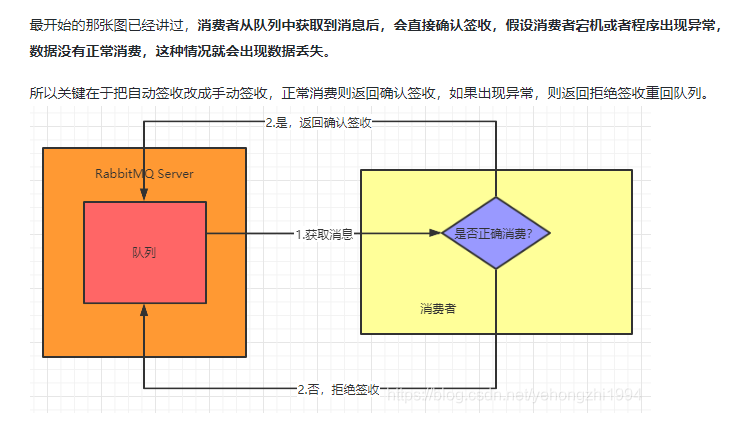 最开始的那张图已经讲过，消费者从队列中获取到消息后，会直接确认签收，假设消费者宕机或者程序出现异常，
数据没有正常消费，这种情况就会出现数据丢失。
所以关键在于把自动签收改成手动签收，正常消费则返回确认签收，如果出现异常，则返回拒绝签收重回队列。
2.是，返回确认签收
RabbitMQ Server
队列
1.获取消息
是否正确消费？
消费者
2.否，拒绝签收
https://blog.csdn.net/yehongzhi1994